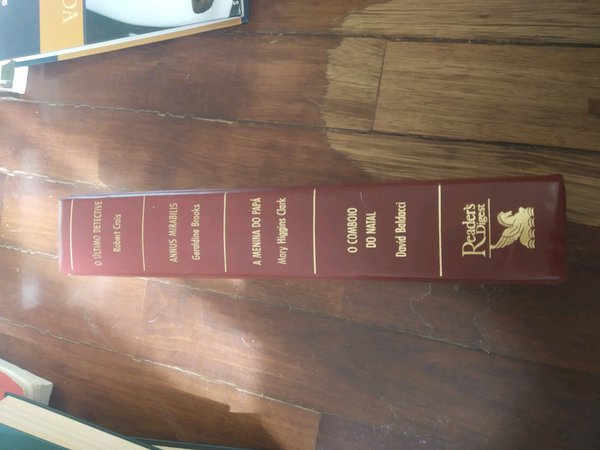 O ÚLTIMO DETECTIVE
Robert Crais
ANNUS MIRABILIS
Geraldine Brooks
A MENINA DO PAPÁ
Mary Higgins Clark
O COMBOIO
DO NATAL
David Baldacci
Reader's
Digest